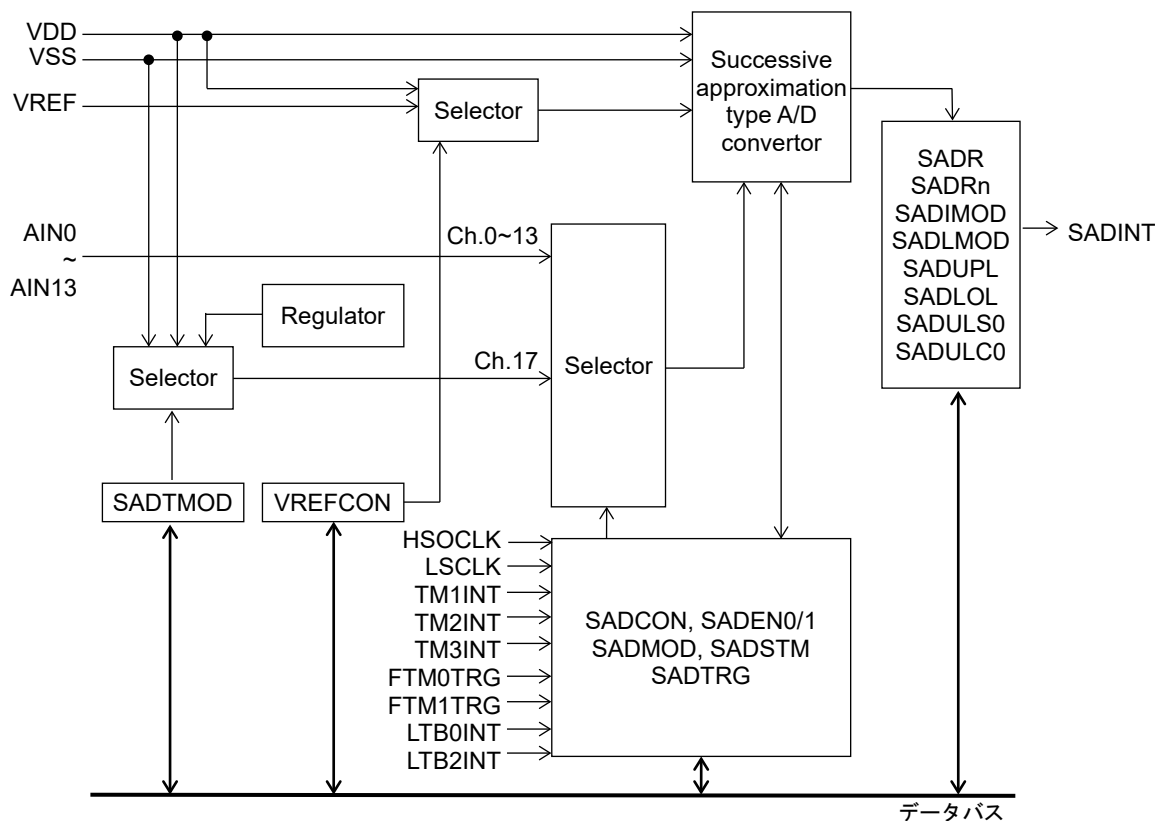 VDD
VSS
VREF
Selector
Successive
approximation
type A/D
convertor
SADR
SADRn
SADIMOD
SADLMOD
SADUPL
SADLOL
SADULS0
SADULC0
SADINT
AIN0
~
AIN13
Ch.0~13
Regulator
Selector
Ch.17
Selector
SADTMOD
VREFCON
HSOCLK
LSCLK
TM1INT
TM2INT
TM3INT
FTM0TRG
FTM1TRG
LTB0INT
LTB2INT
SADCON, SADEN0/1
SADMOD, SADSTM
SADTRG
データバス